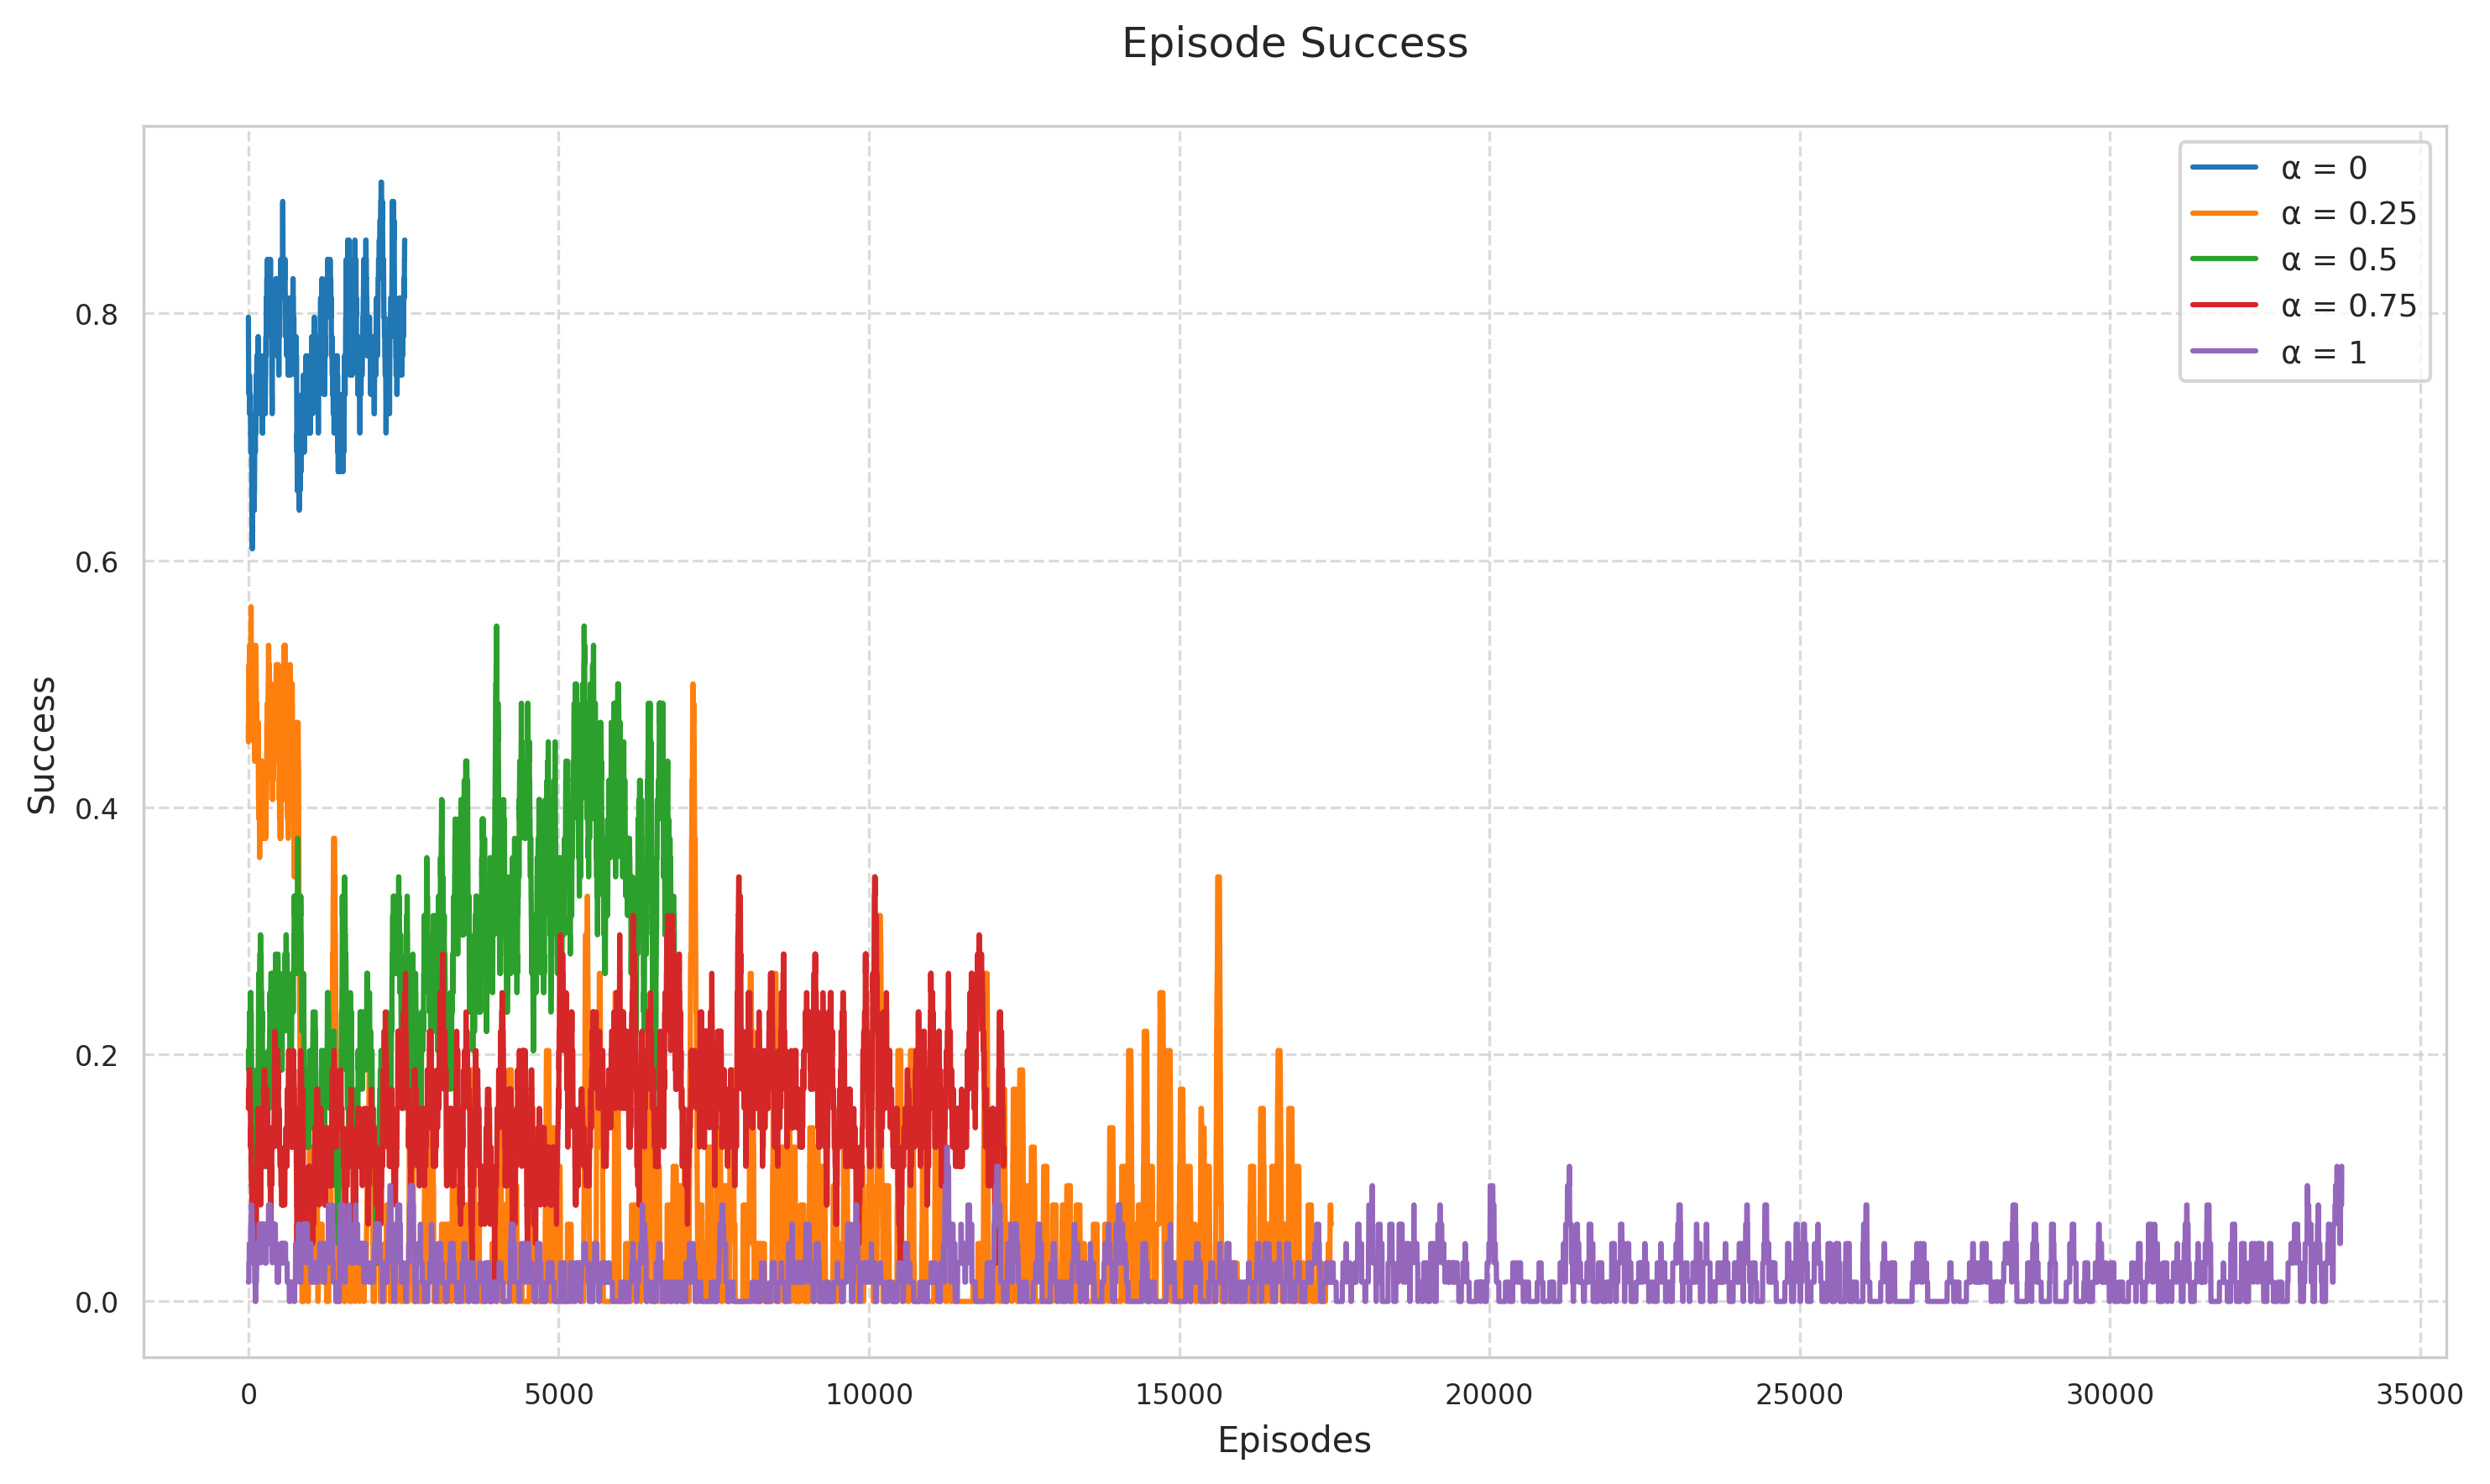 Episode Success
α = 0
α = 0.25
α = 0.5
α = 0.75
α = 1
0.8
0.6
0.4
0.2
0.0
Success
0 5000 10000 15000 20000 25000 30000 35000
Episodes